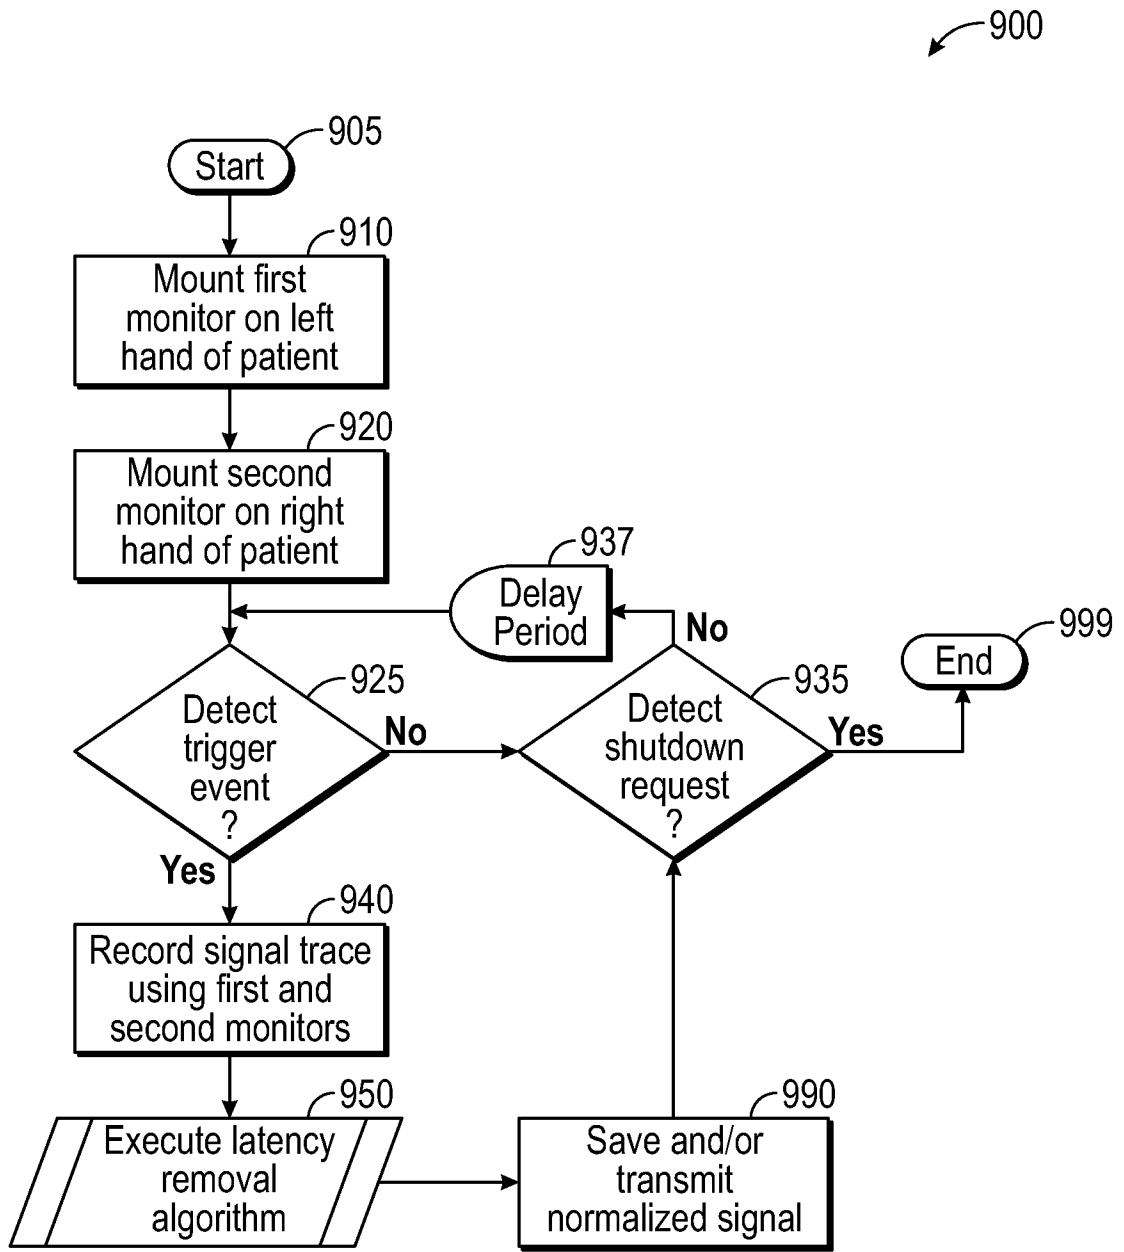 900
905
Start
910
Mount first
monitor on left
hand of patient
920
Mount second
monitor on right
hand of patient
937
Delay
Period
No
999
End
925
Detect
trigger
event
?
No
Yes
935
Detect
shutdown
request
?
Yes
940
Record signal trace
using first and
second monitors
950
Execute latency
removal
algorithm
990
Save and/or
transmit
normalized signal